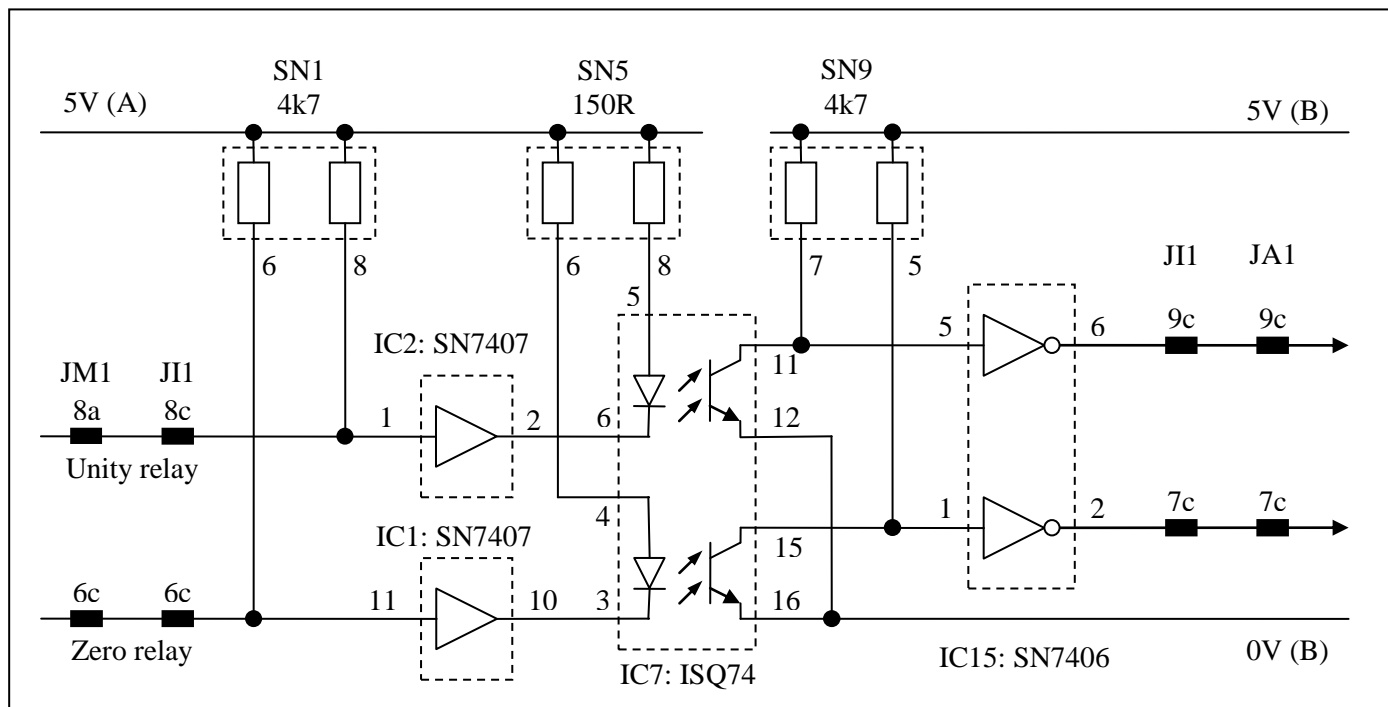 SN1
4k7
SN5
150R
SN9
4k7
5V (A)
5V (B)
6
8
6
8
7
5
JI1
JA1
5
5
6
9c
9c
IC2: SN7407
11
JM1
JI1
8a
8c
1
2
6
12
Unity relay
4
1
2
7c
7c
IC1: SN7407
15
6c
6c
11
10
3
16
Zero relay
IC7: ISQ74
IC15: SN7406
0V (B)